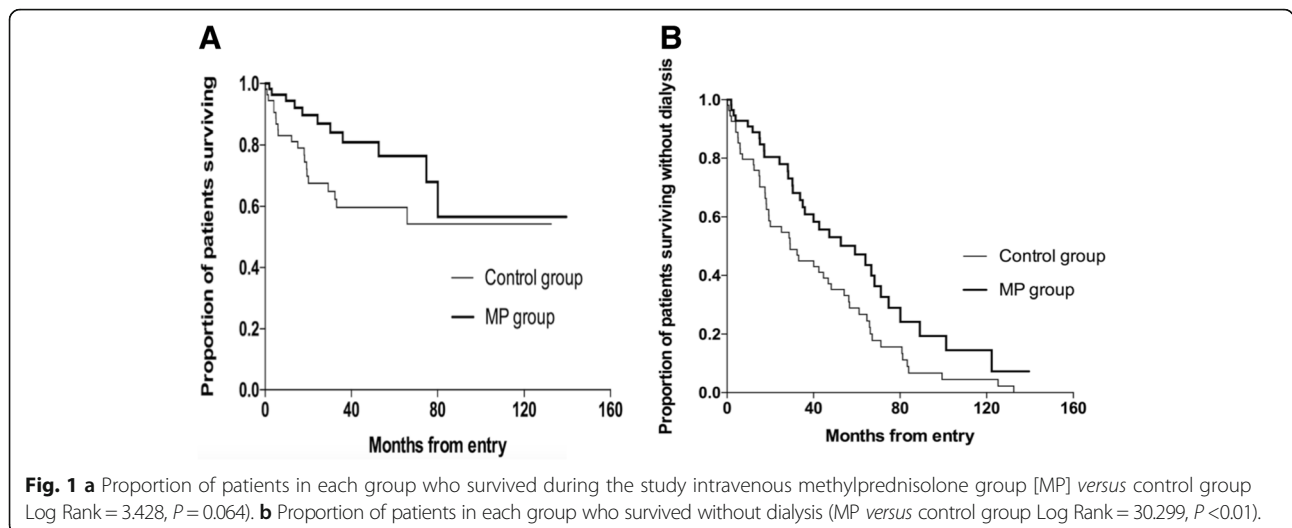 A
Proportion of patients surviving
1.0
0.8
0.6
0.4
0.2
0.0
0
40
80
120
160
Months from entry
Control group
MP group
B
Proportion of patients surviving without dialysis
1.0
0.8
0.6
0.4
0.2
0.0
0
40
80
120
160
Months from entry
Control group
MP group
Fig. 1 a Proportion of patients in each group who survived during the study intravenous methylprednisolone group [MP] versus control group
Log Rank = 3.428, P = 0.064). b Proportion of patients in each group who survived without dialysis (MP versus control group Log Rank = 30.299, P <0.01).